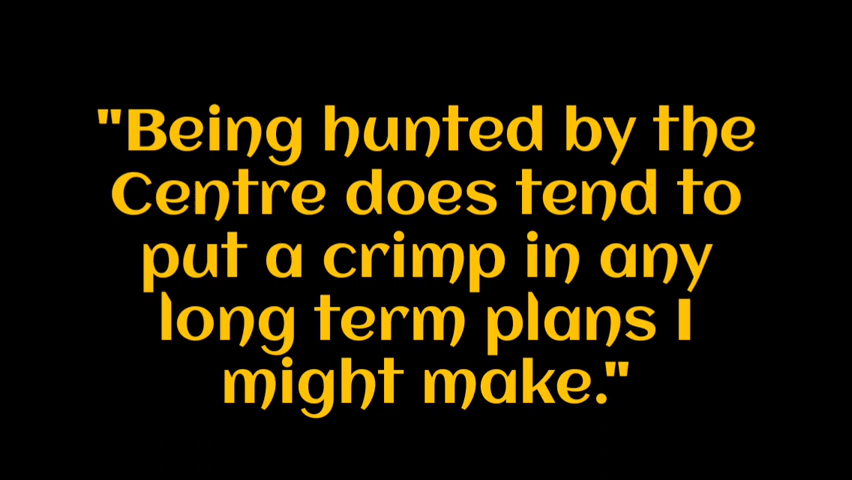 "Being hunted by the
Centre does tend to
put a crimp in any
long term plans I
might make."